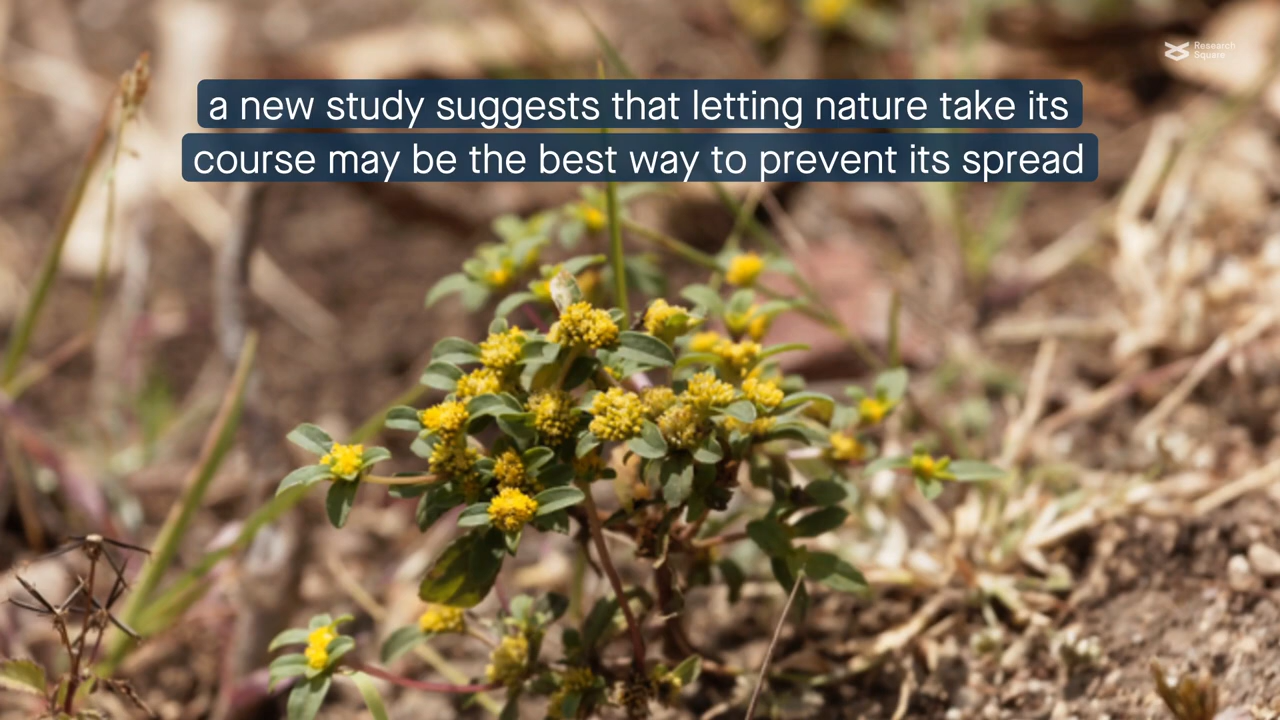 Research
Square
a new study suggests that letting nature take its
course may be the best way to prevent its spread